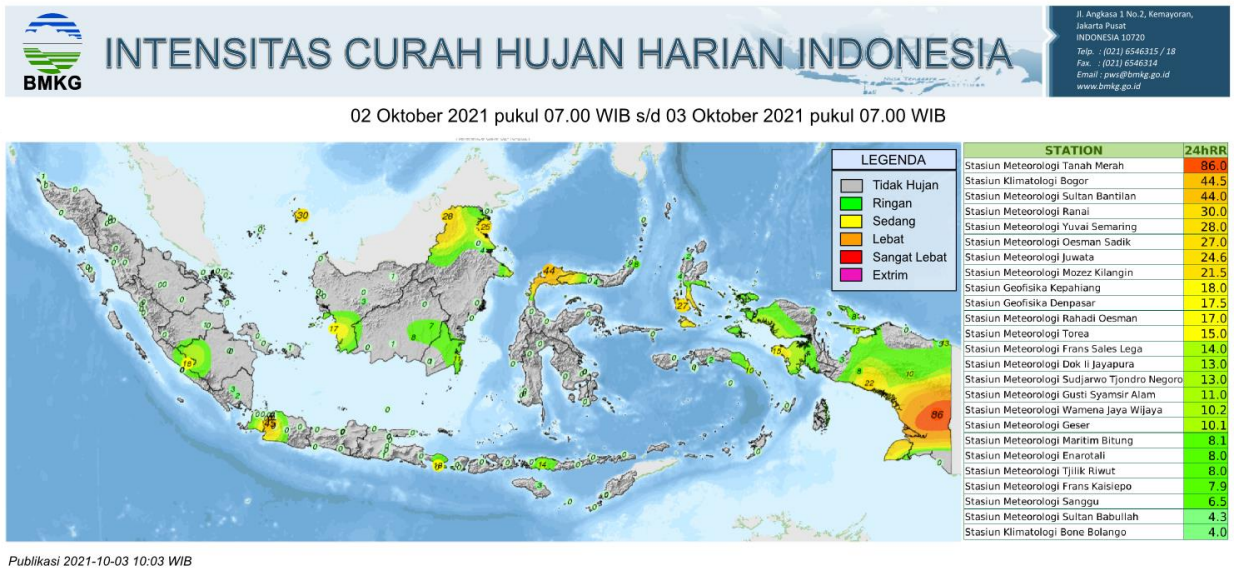 BMKG
INTENSITAS CURAH HUJAN HARIAN INDONESIA
Jl. Angkasa 1 No.2, Kemayoran,
Jakarta Pusat
INDONESIA 10720
Telp. : (021) 6546315 / 18
Fax. : (021) 6546314
Email : pws@bmkg.go.id
www.bmkg.go.id
02 Oktober 2021 pukul 07.00 WIB s/d 03 Oktober 2021 pukul 07.00 WIB
LEGENDA
Tidak Hujan
Ringan
Sedang
Lebat
Sangat Lebat
Extrim
30
28
25
44
27
17
22
86
STATION 24hRR
Stasiun Meteorologi Tanah Merah 86.0
Stasiun Klimatologi Bogor 44.5
Stasiun Meteorologi Sultan Bantilan 44.0
Stasiun Meteorologi Ranai 30.0
Stasiun Meteorologi Yuvai Semaring 28.0
Stasiun Meteorologi Oesman Sadik 27.0
Stasiun Meteorologi Juwata 24.6
Stasiun Meteorologi Mozez Kilangin 21.5
Stasiun Geofisika Kepahiang 18.0
Stasiun Geofisika Denpasar 17.5
Stasiun Meteorologi Rahadi Oesman 17.0
Stasiun Meteorologi Torea 15.0
Stasiun Meteorologi Frans Sales Lega 14.0
Stasiun Meteorologi Dok Ii Jayapura 13.0
Stasiun Meteorologi Sudjarwo Tjondro Negoro 13.0
Stasiun Meteorologi Gusti Syamsir Alam 11.0
Stasiun Meteorologi Wamena Jaya Wijaya 10.2
Stasiun Meteorologi Geser 10.1
Stasiun Meteorologi Maritim Bitung 8.1
Stasiun Meteorologi Enarotali 8.0
Stasiun Meteorologi Tjilik Riwut 8.0
Stasiun Meteorologi Frans Kaisiepo 7.9
Stasiun Meteorologi Sanggu 6.5
Stasiun Meteorologi Sultan Babullah 4.3
Stasiun Klimatologi Bone Bolango 4.0
Publikasi 2021-10-03 10:03 WIB